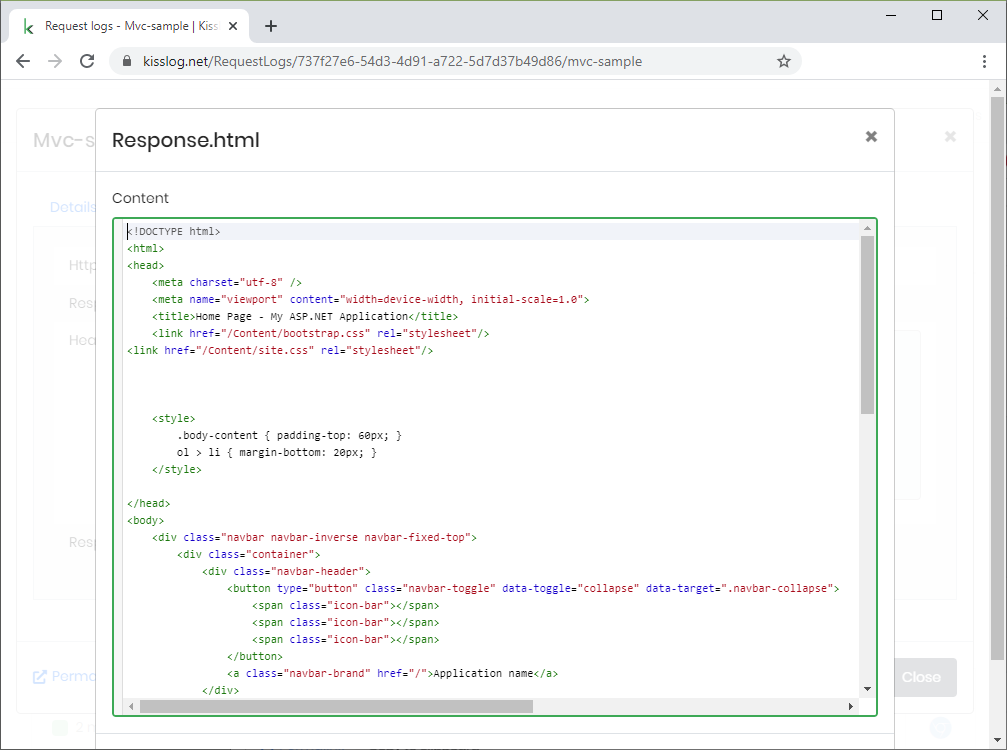 Request logs - Mvc-sample | Kiss
kisslog.net/RequestLogs/737f27e6-54d3-4d91-a722-5d7d37b49d86/mvc-sample
Mvc-s
Response.html
Details
Content
Http
Resp
Hea
<!DOCTYPE html>
<html>
<head>
    <meta charset="utf-8" />
    <meta name="viewport" content="width=device-width, initial-scale=1.0">
    <title>Home Page - My ASP.NET Application</title>
    <link href="/Content/bootstrap.css" rel="stylesheet"/>
<link href="/Content/site.css" rel="stylesheet"/>
    <style>
        .body-content { padding-top: 60px; }
        ol > li { margin-bottom: 20px; }
    </style>
</head>
<body>
    <div class="navbar navbar-inverse navbar-fixed-top">
        <div class="container">
            <div class="navbar-header">
                <button type="button" class="navbar-toggle" data-toggle="collapse" data-target=".navbar-collapse">
                    <span class="icon-bar"></span>
                    <span class="icon-bar"></span>
                    <span class="icon-bar"></span>
                </button>
                <a class="navbar-brand" href="/">Application name</a>
            </div>
Resp
Perma
Close